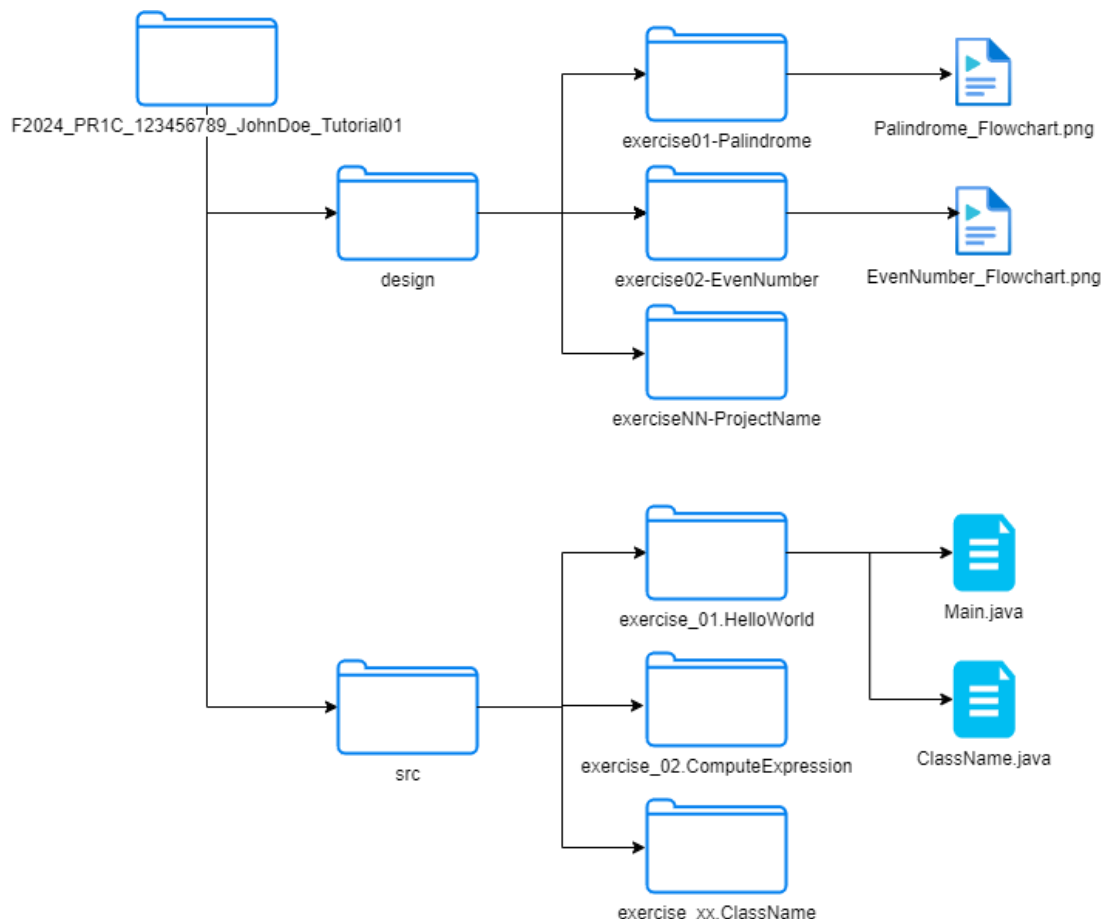 F2024_PR1C_123456789_JohnDoe_Tutorial01
exercise01-Palindrome
Palindrome_Flowchart.png
design
exercise02-EvenNumber
EvenNumber_Flowchart.png
exerciseNN-ProjectName
exercise_01.HelloWorld
Main.java
src
exercise_02.ComputeExpression
ClassName.java
exercise_xx.ClassName